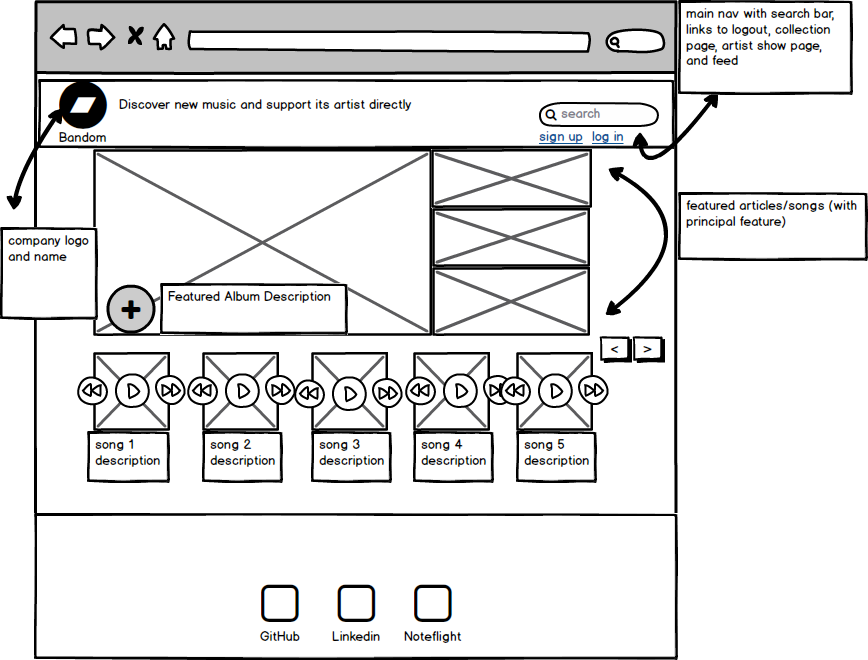 main nav with search bar,
links to logout, collection
page, artist show page,
and feed
Discover new music and support its artist directly
search
Bandom
sign up log in
featured articles/songs (with
principal feature)
company logo
and name
Featured Album Description
< >
song 1
description
song 2
description
song 3
description
song 4
description
song 5
description
GitHub
Linkedin
Noteflight